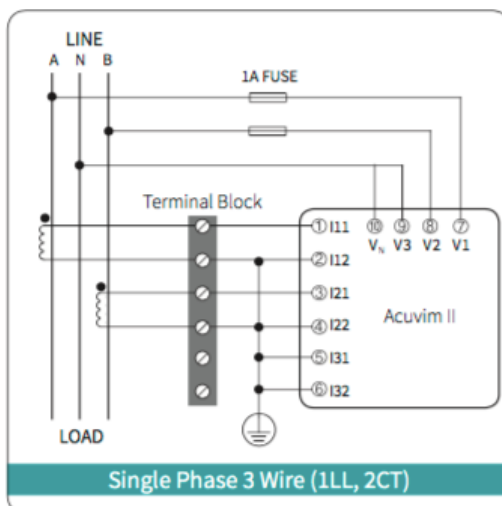 LINE
A N B
1A FUSE
Terminal Block
① I11
② I12
③ I21
④ I22
⑤ I31
⑥ I32
⑩ ⑨ ⑧ ⑦
VN V3 V2 V1
Acuvim II
LOAD
Single Phase 3 Wire (1LL, 2CT)